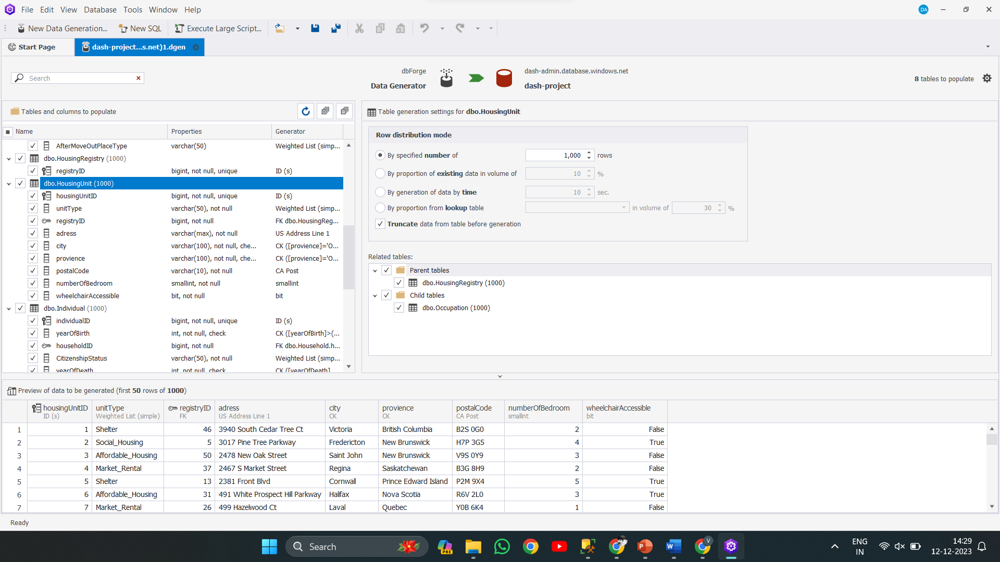 File Edit View Database Tools Window Help
DA
New Data Generation... New SQL Execute Large Script...
Start Page dash-project...s.net)1.dgen
Search
dbForge
Data Generator
dash-admin.database.windows.net
dash-project
8 tables to populate
Tables and columns to populate
Name Properties Generator
AfterMoveOutPlaceType varchar(50) Weighted List (simp...
dbo.HousingRegistry (1000)
registryID bigint, not null, unique ID (s)
dbo.HousingUnit (1000)
housingUnitID bigint, not null, unique ID (s)
unitType varchar(50), not null Weighted List (simp...
registryID bigint, not null FK dbo.HousingReg...
adress varchar(max), not null US Address Line 1
city varchar(100), not null, che... CK ([provience]='O...
provience varchar(100), not null, che... CK ([provience]='O...
postalCode varchar(10), not null CA Post
numberOfBedroom smallint, not null smallint
wheelchairAccessible bit, not null bit
dbo.Individual (1000)
individualID bigint, not null, unique ID (s)
yearOfBirth int, not null, check CK ([yearOfBirth]>(...
householdID bigint, not null FK dbo.Household.h...
CitizenshipStatus varchar(50), not null Weighted List (simp...
yearOfDeath int, not null, check CK ([yearOfDeath]
Table generation settings for dbo.HousingUnit
Row distribution mode
By specified number of 1,000 rows
By proportion of existing data in volume of 10 %
By generation of data by time 10 sec.
By proportion from lookup table in volume of 30 %
Truncate data from table before generation
Related tables:
Parent tables
dbo.HousingRegistry (1000)
Child tables
dbo.Occupation (1000)
Preview of data to be generated (first 50 rows of 1000)
housingUnitID unitType registryID adress city provience postalCode numberOfBedroom wheelchairAccessible
ID (s) Weighted List (simple) FK US Address Line 1 CK CK CA Post smallint bit
1 1 Shelter 46 3940 South Cedar Tree Ct Victoria British Columbia B2S 0G0 2 False
2 2 Social_Housing 5 3017 Pine Tree Parkway Fredericton New Brunswick H7P 3G5 4 True
3 3 Affordable_Housing 50 2478 New Oak Street Saint John New Brunswick V9S 0Y9 3 False
4 4 Market_Rental 37 2467 S Market Street Regina Saskatchewan B3G 8H9 2 False
5 5 Shelter 13 2381 Front Blvd Cornwall Prince Edward Island P2M 9X4 5 True
6 6 Affordable_Housing 31 491 White Prospect Hill Parkway Halifax Nova Scotia R6V 2L0 3 True
7 7 Market_Rental 26 499 Hazelwood Ct Laval Quebec Y0B 6K4 1 False
Ready
Search
PRE
P
W
V
ENG
IN
14:29
12-12-2023